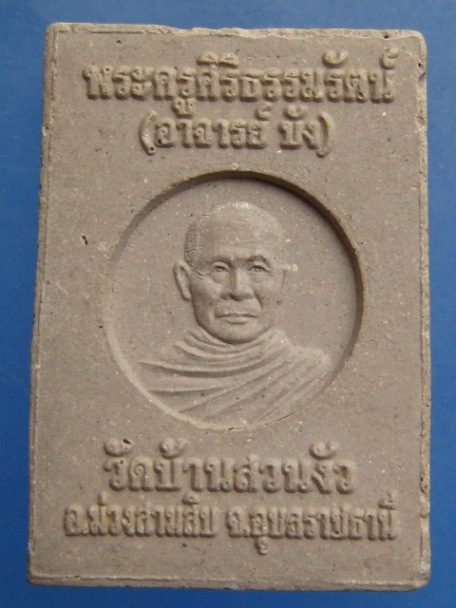 พระครูศิริธรรมรัตน์
(อาจารย์ บัง)
วัดบ้านสวนงัว
อ.ม่วงสามสิบ จ.อุบลราชธานี